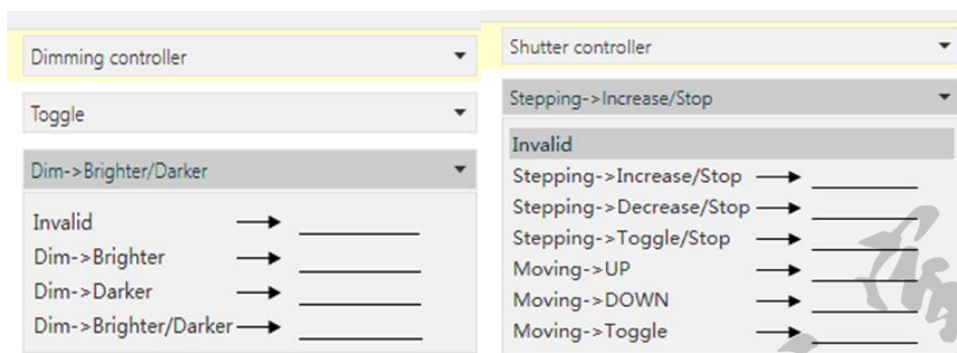 Dimming controller
Toggle
Dim->Brighter/Darker
Invalid
Dim->Brighter
Dim->Darker
Dim->Brighter/Darker
Shutter controller
Stepping->Increase/Stop
Invalid
Stepping->Increase/Stop
Stepping->Decrease/Stop
Stepping->Toggle/Stop
Moving->UP
Moving->DOWN
Moving->Toggle